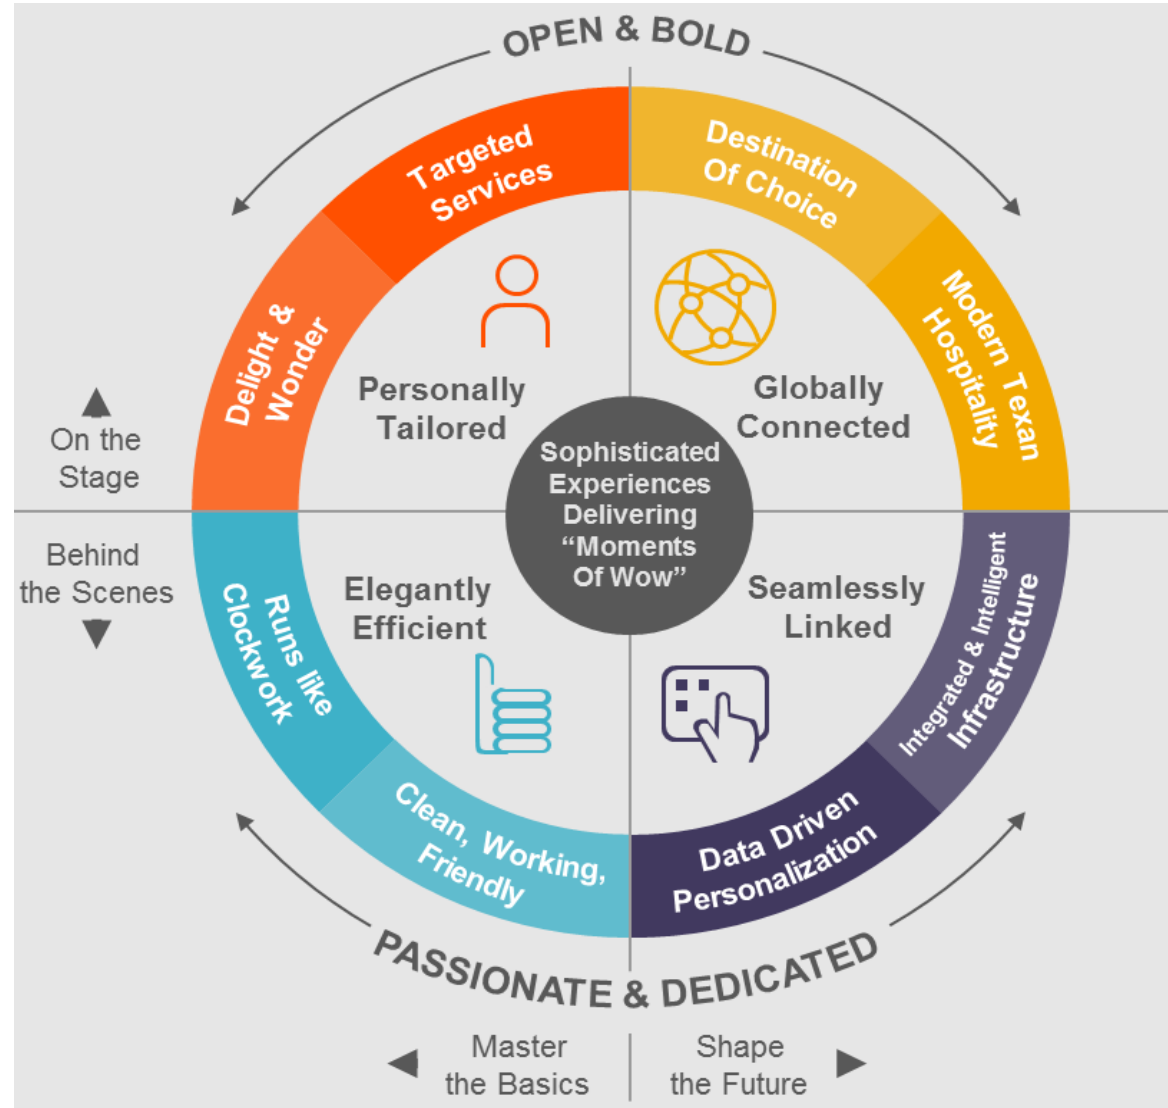 OPEN & BOLD
Targeted
Services
Destination
Of Choice
Delight &
Wonder
Modern Texan
Hospitality
Personally
Tailored
Globally
Connected
On the
Stage
Sophisticated
Experiences
Delivering
“Moments
Of Wow”
Behind
the Scenes
Elegantly
Efficient
Seamlessly
Linked
Runs like
Clockwork
Integrated & Intelligent
Infrastructure
Clean, Working,
Friendly
Data Driven
Personalization
PASSIONATE & DEDICATED
Master
the Basics
Shape
the Future